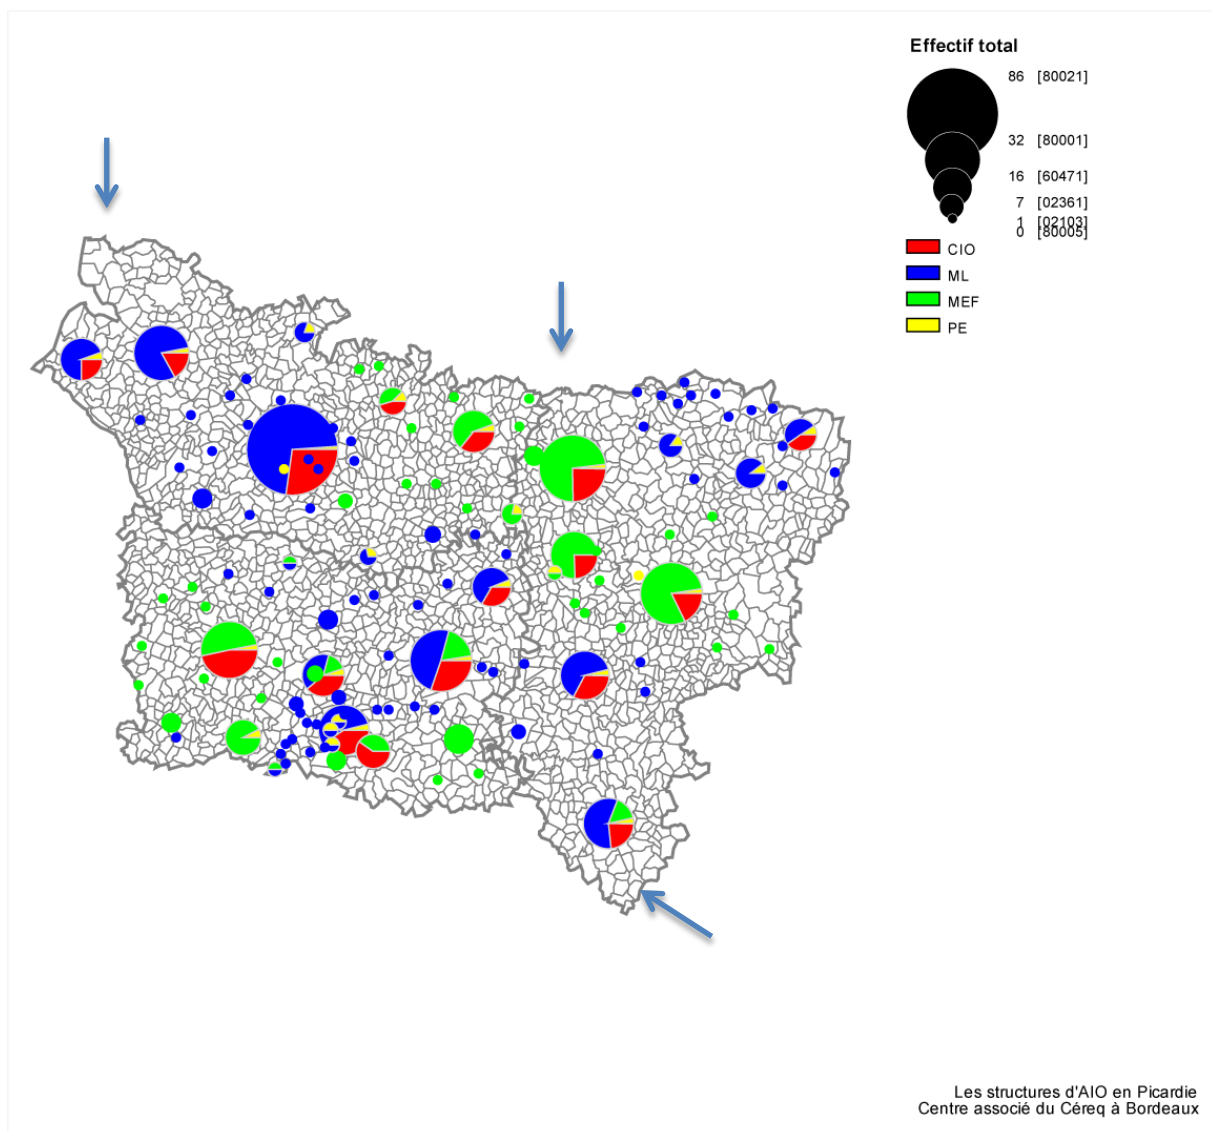 Effectif total
86 [80021]
32 [80001]
16 [60471]
7 [02361]
1 [02103]
0 [80005]
CIO
ML
MEF
PE
Les structures d'AIO en Picardie
Centre associé du Céreq à Bordeaux